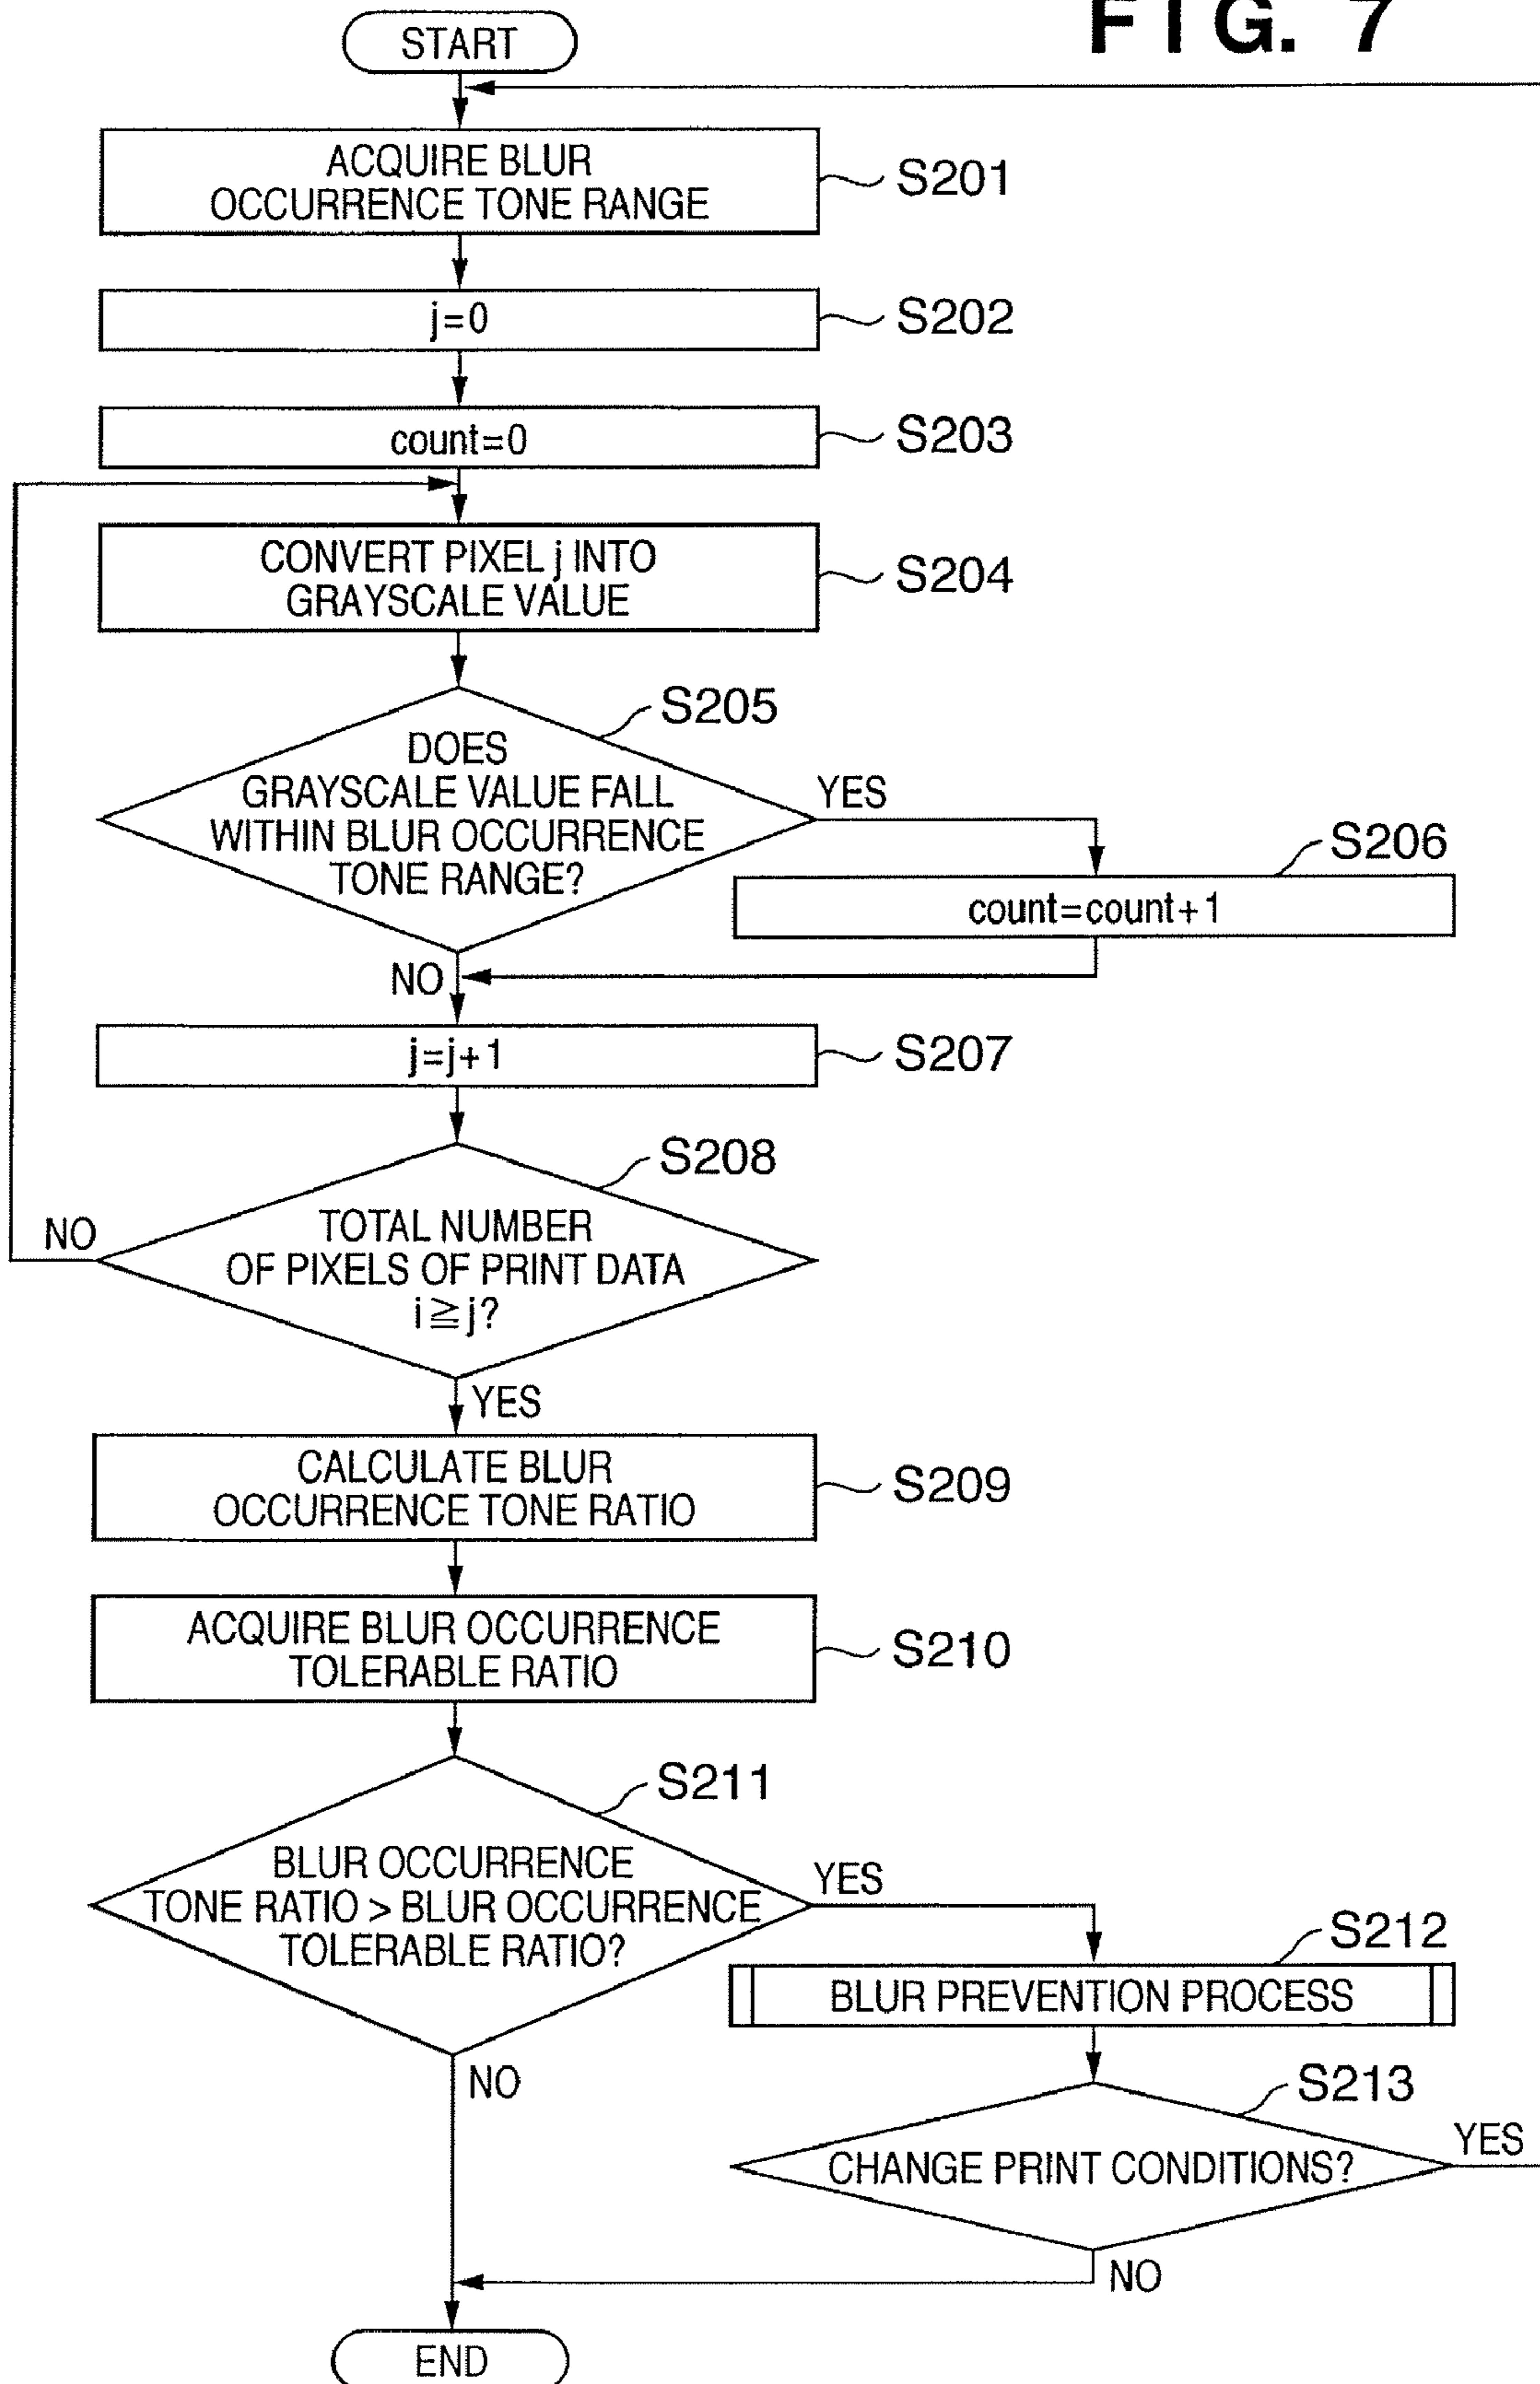 FIG. 7
START
ACQUIRE BLUR
OCCURRENCE TONE RANGE
S201
j=0
S202
count=0
S203
CONVERT PIXEL j INTO
GRAYSCALE VALUE
S204
S205
DOES
GRAYSCALE VALUE FALL
WITHIN BLUR OCCURRENCE
TONE RANGE?
YES
S206
count=count+1
NO
j=j+1
S207
S208
TOTAL NUMBER
OF PIXELS OF PRINT DATA
i≧j?
NO
YES
CALCULATE BLUR
OCCURRENCE TONE RATIO
S209
ACQUIRE BLUR OCCURRENCE
TOLERABLE RATIO
S210
S211
BLUR OCCURRENCE
TONE RATIO > BLUR OCCURRENCE
TOLERABLE RATIO?
YES
S212
BLUR PREVENTION PROCESS
NO
S213
CHANGE PRINT CONDITIONS?
YES
NO
END